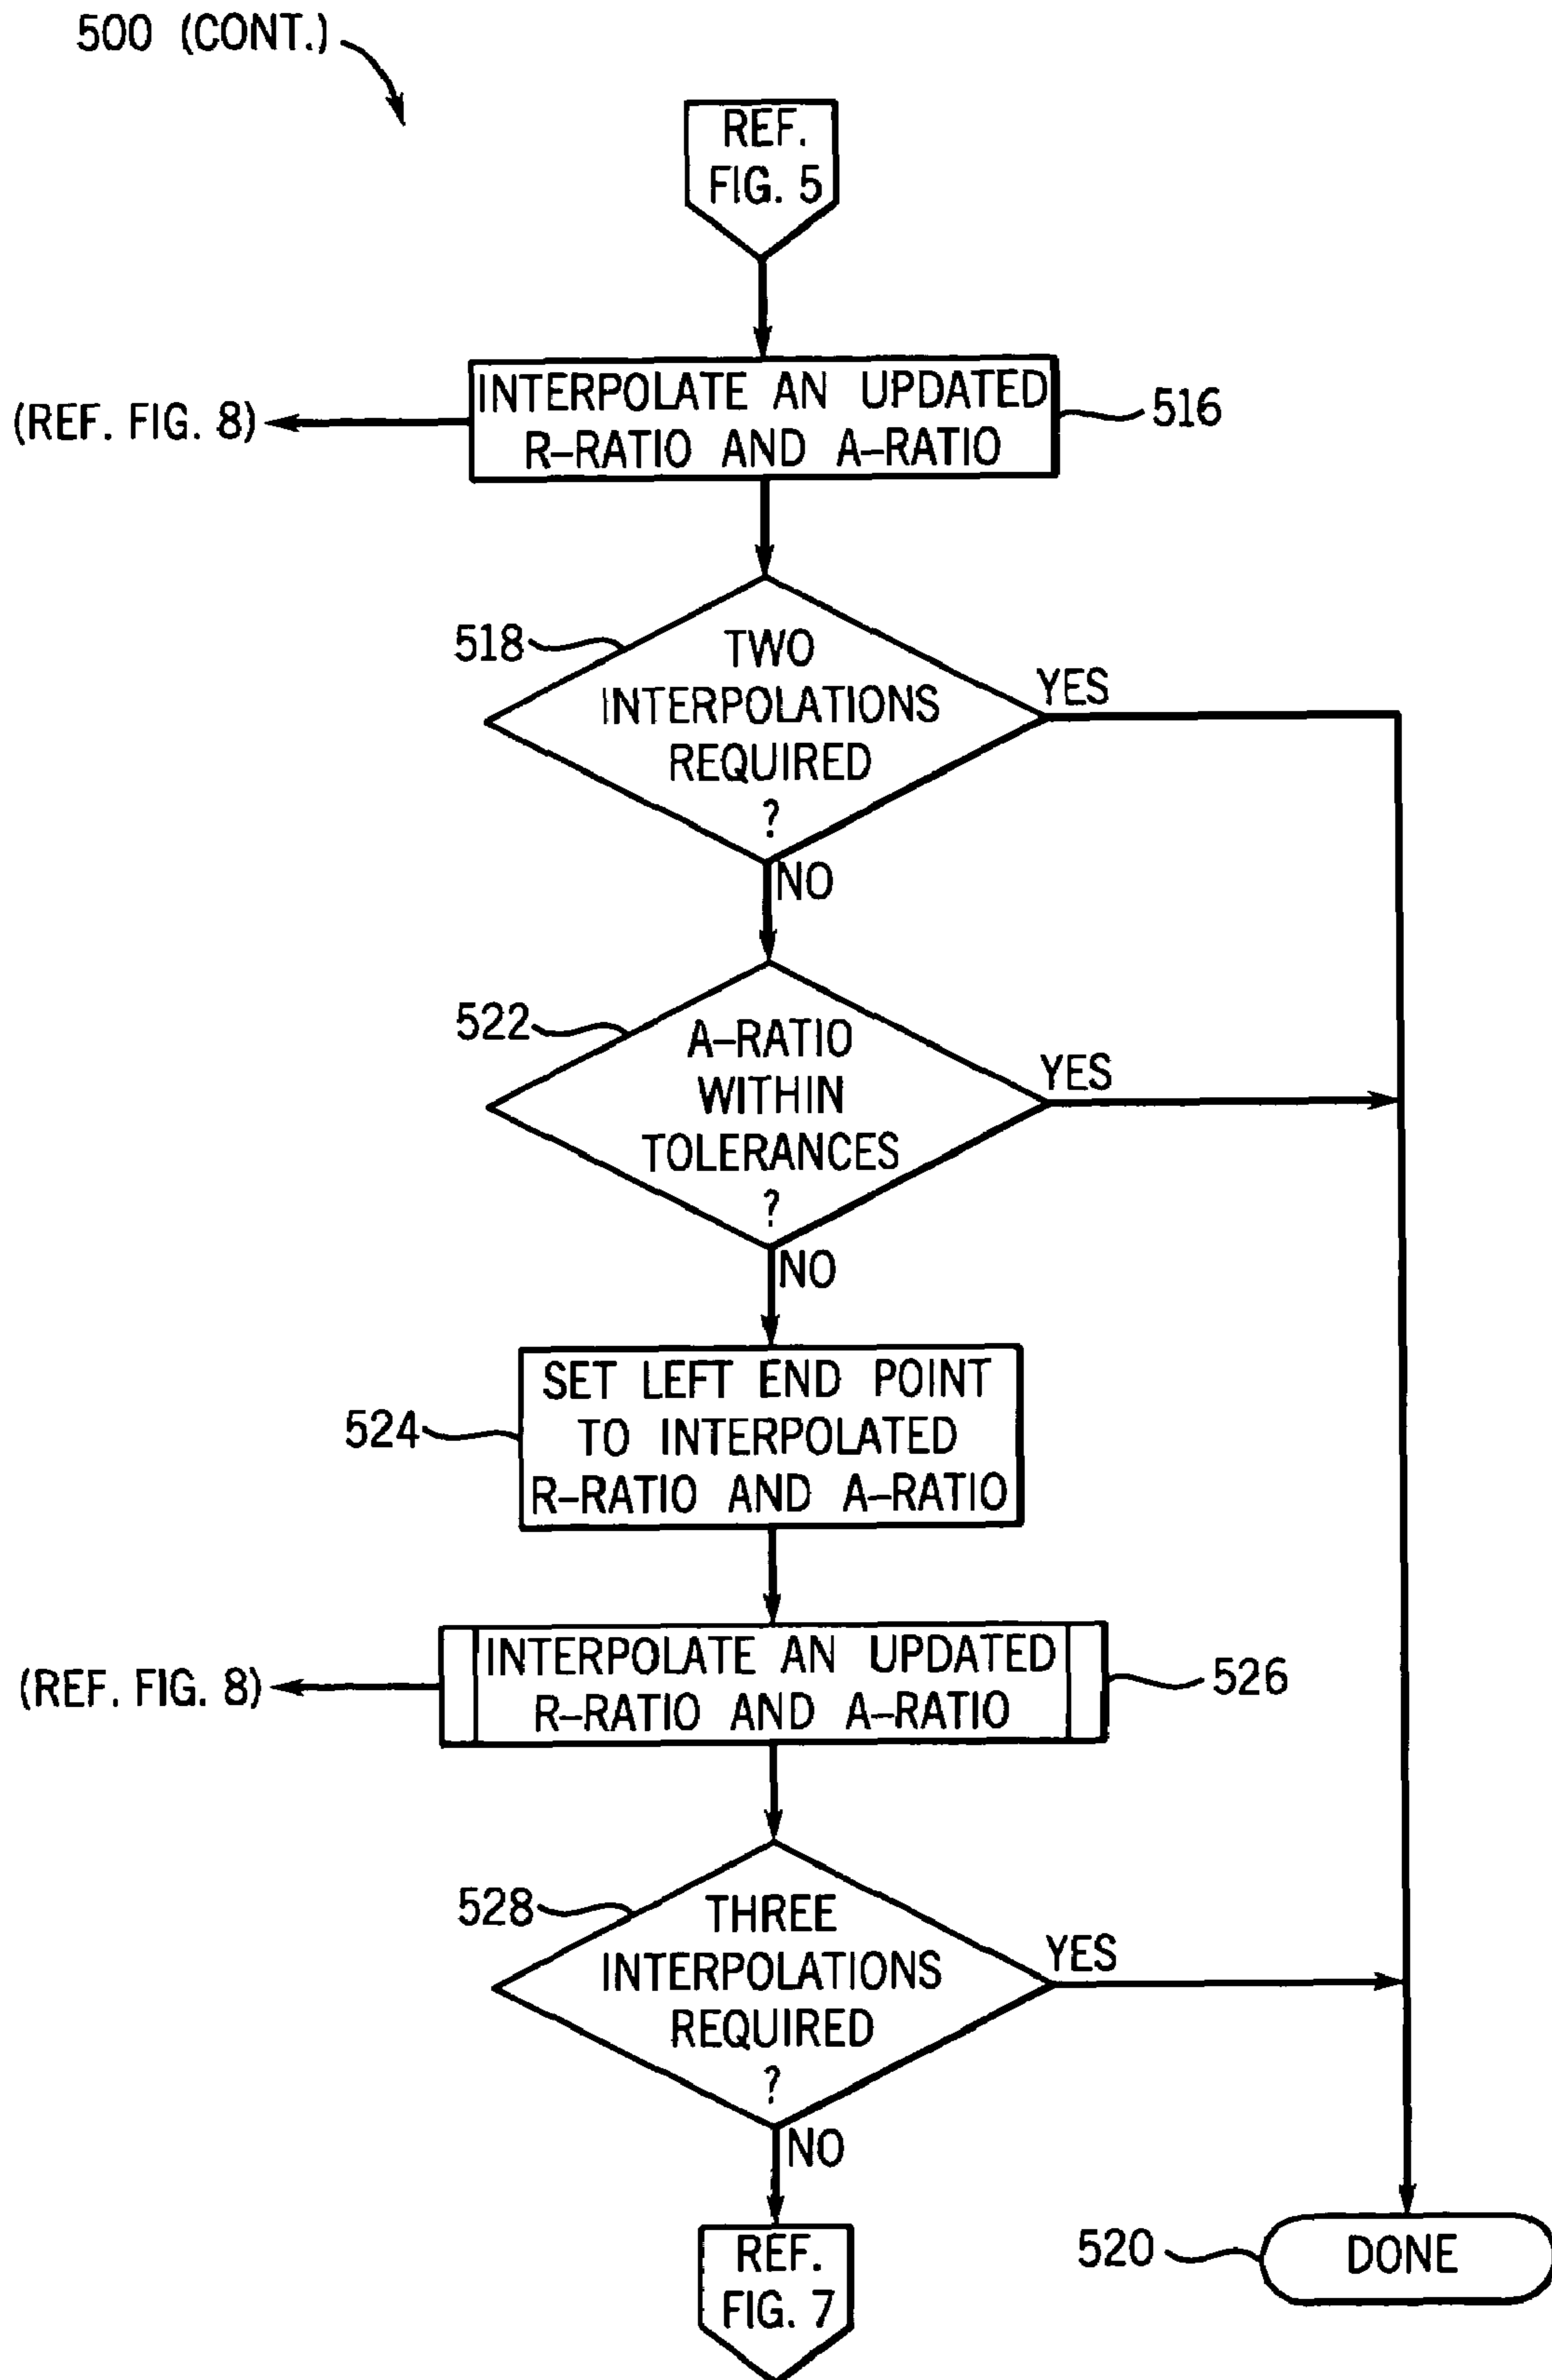 500 (CONT.)
REF.
FIG. 5
INTERPOLATE AN UPDATED
R-RATIO AND A-RATIO
516
(REF. FIG. 8)
518
TWO
INTERPOLATIONS
REQUIRED
?
YES
NO
522
A-RATIO
WITHIN
TOLERANCES
?
YES
NO
524
SET LEFT END POINT
TO INTERPOLATED
R-RATIO AND A-RATIO
(REF. FIG. 8)
INTERPOLATE AN UPDATED
R-RATIO AND A-RATIO
526
528
THREE
INTERPOLATIONS
REQUIRED
?
YES
NO
REF.
FIG. 7
520
DONE